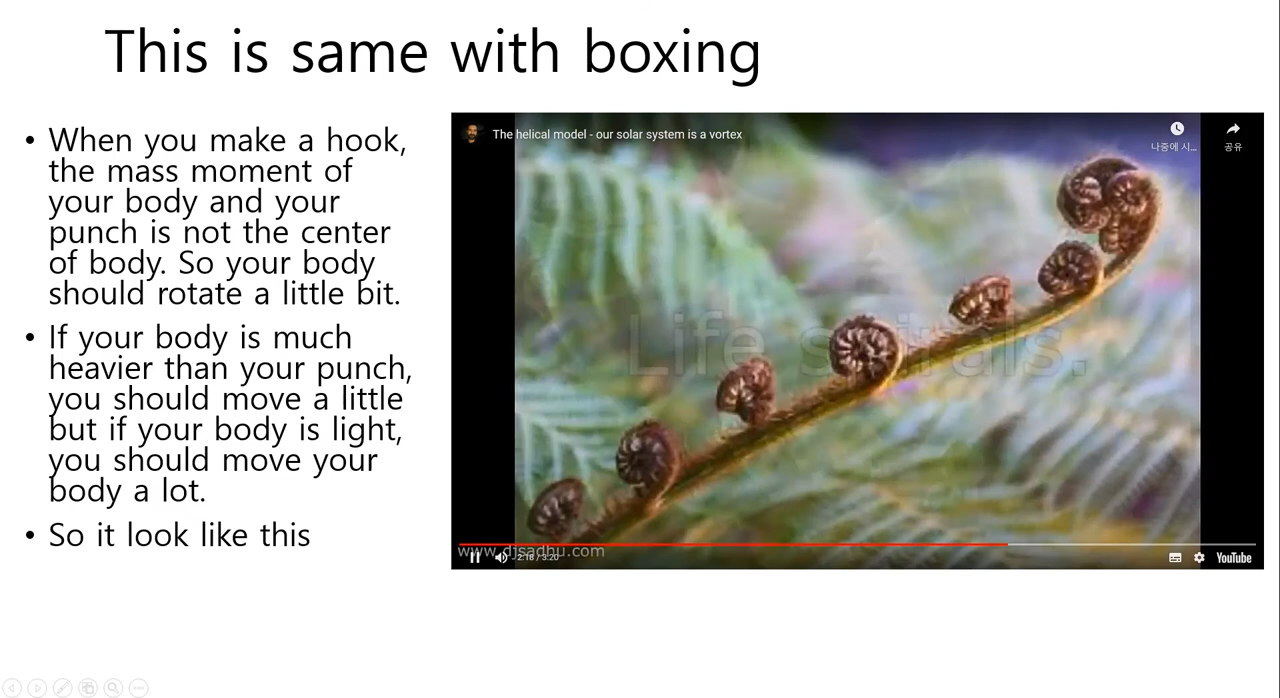 This is same with boxing
• When you make a hook,
the mass moment of
your body and your
punch is not the center
of body. So your body
should rotate a little bit.
• If your body is much
heavier than your punch,
you should move a little
but if your body is light,
you should move your
body a lot.
• So it look like this
The helical model - our solar system is a vortex
나중에 시...
공유
Life spirals.
www.djsadhu.com
2:18 / 3:20
YouTube